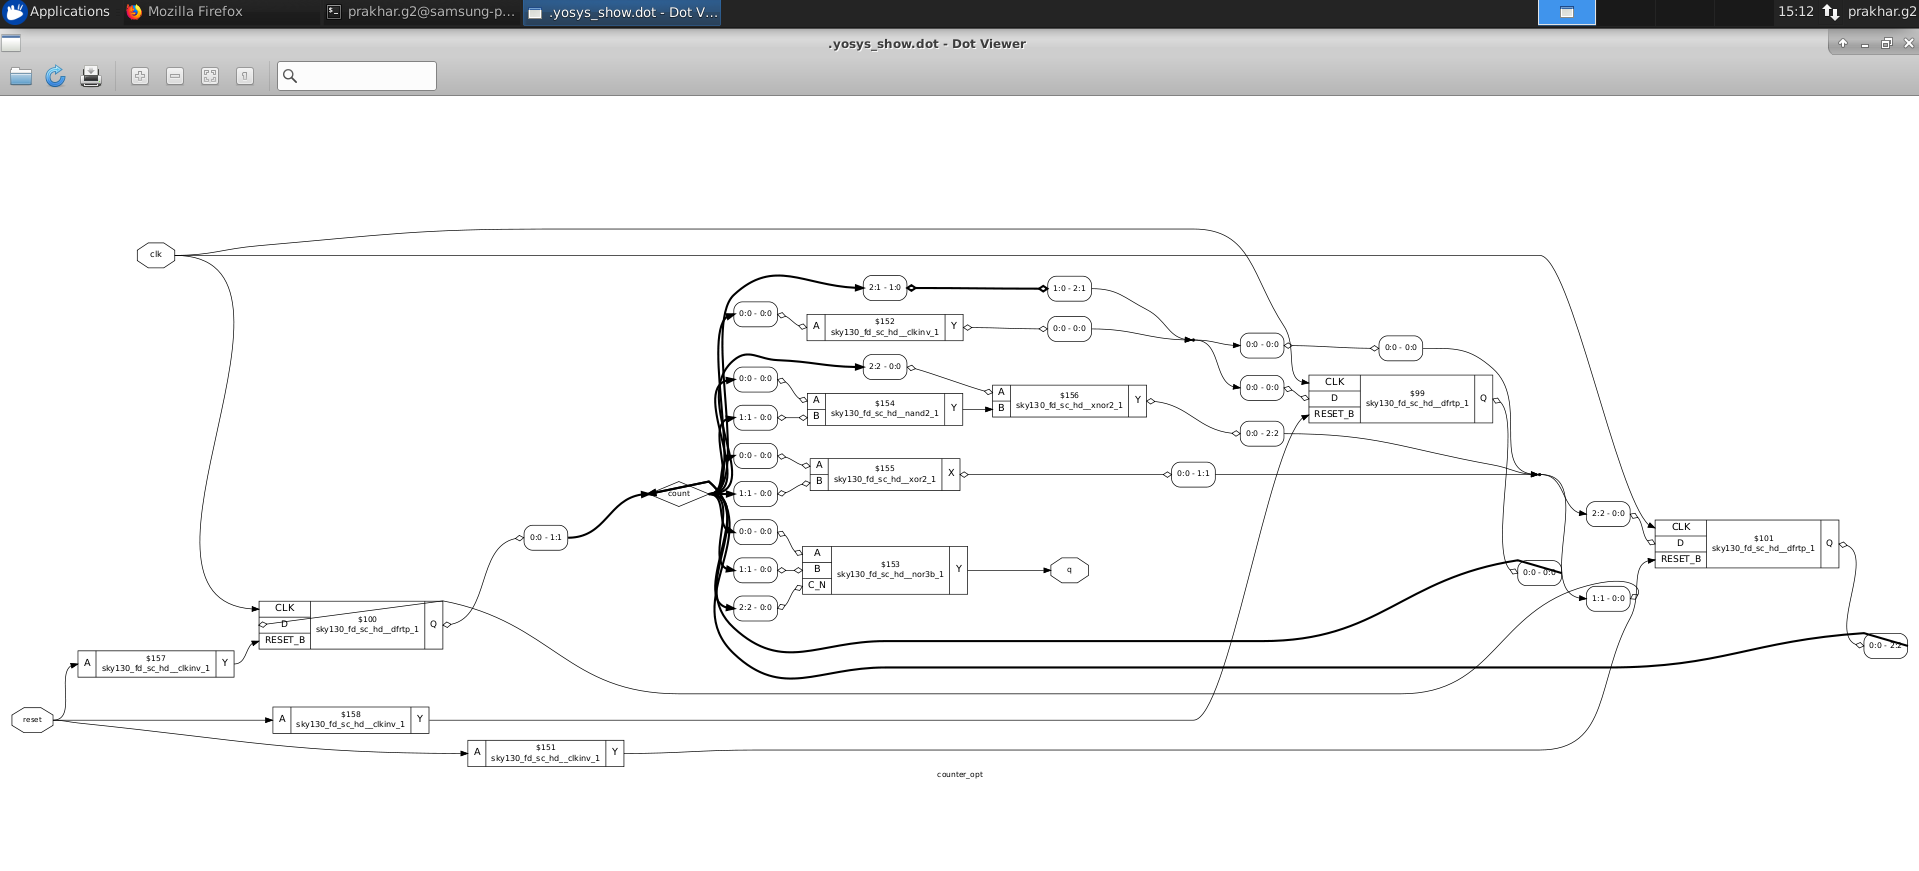 Applications
Mozilla Firefox
prakhar.g2@samsung-p...
.yosys_show.dot - Dot V...
15:12
prakhar.g2
.yosys_show.dot - Dot Viewer
clk
2:1 - 1:0
1:0 - 2:1
0:0 - 0:0
A
$152
sky130_fd_sc_hd__clkinv_1
Y
0:0 - 0:0
0:0 - 0:0
0:0 - 0:0
2:2 - 0:0
0:0 - 0:0
0:0 - 0:0
A
B
$154
sky130_fd_sc_hd__nand2_1
Y
1:1 - 0:0
A
B
$156
sky130_fd_sc_hd__xnor2_1
Y
CLK
D
RESET_B
$99
sky130_fd_sc_hd__dfrtp_1
Q
0:0 - 2:2
0:0 - 0:0
A
B
$155
sky130_fd_sc_hd__xor2_1
X
0:0 - 1:1
count
1:1 - 0:0
2:2 - 0:0
0:0 - 1:1
0:0 - 0:0
CLK
D
RESET_B
$101
sky130_fd_sc_hd__dfrtp_1
Q
A
B
C_N
$153
sky130_fd_sc_hd__nor3b_1
Y
1:1 - 0:0
q
0:0 - 0:0
2:2 - 0:0
1:1 - 0:0
CLK
D
RESET_B
$100
sky130_fd_sc_hd__dfrtp_1
Q
0:0 - 2:2
A
$157
sky130_fd_sc_hd__clkinv_1
Y
reset
A
$158
sky130_fd_sc_hd__clkinv_1
Y
A
$151
sky130_fd_sc_hd__clkinv_1
Y
counter_opt